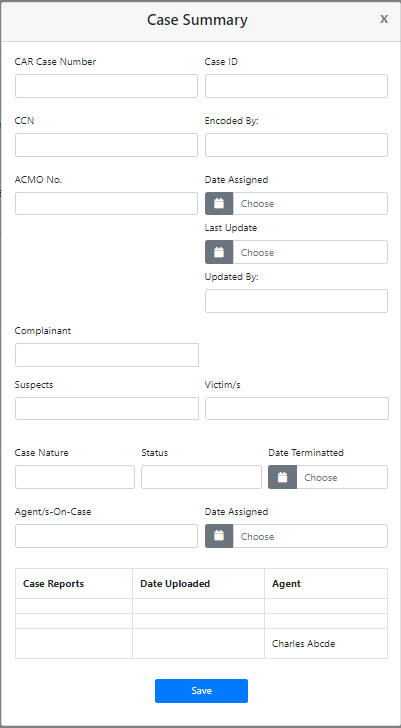 Case Summary x
CAR Case Number Case ID
CCN Encoded By:
ACMO No. Date Assigned
Choose
Last Update
Choose
Updated By:
Complainant
Suspects Victim/s
Case Nature Status Date Terminatted
Choose
Agent/s-On-Case Date Assigned
Choose
Case Reports Date Uploaded Agent
Charles Abcde
Save